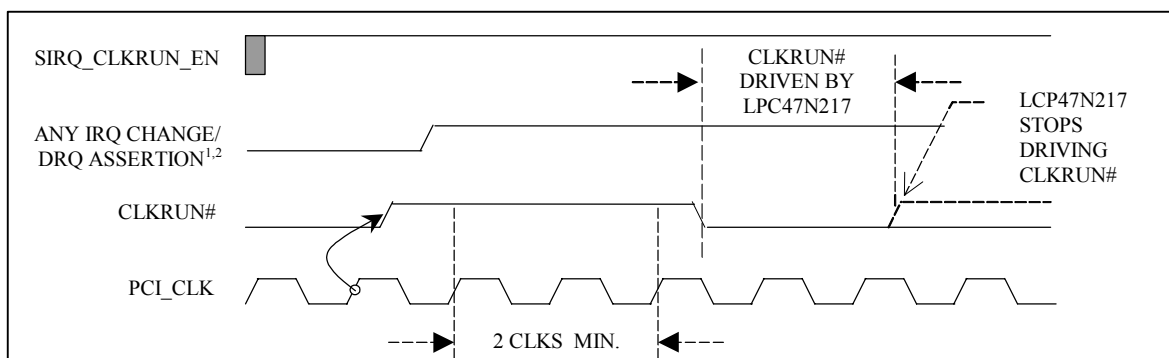 SIRQ_CLKRUN_EN
CLKRUN#
DRIVEN BY
LPC47N217
LCP47N217
STOPS
DRIVING
CLKRUN#
ANY IRQ CHANGE/
DRQ ASSERTION1,2
CLKRUN#
PCI_CLK
2 CLKS MIN.